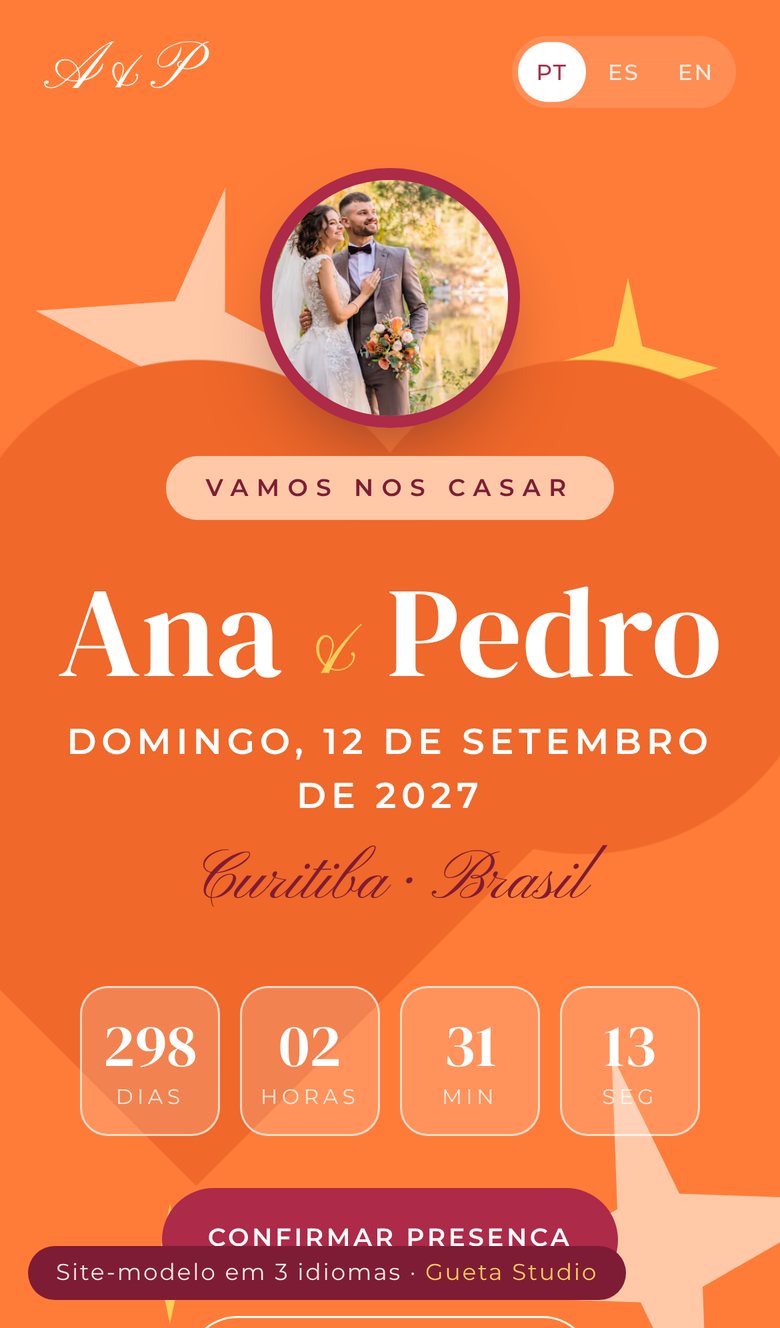 A & P
PT ES EN
VAMOS NOS CASAR
Ana & Pedro
DOMINGO, 12 DE SETEMBRO
DE 2027
Curitiba · Brasil
298 02 31 13
DIAS HORAS MIN SEG
CONFIRMAR PRESENÇA
Site-modelo em 3 idiomas · Gueta Studio